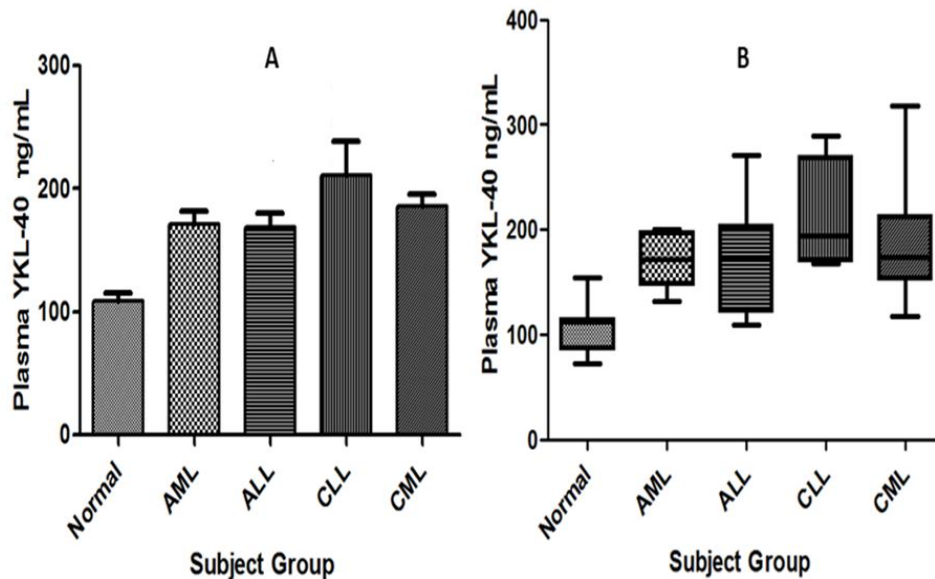 A
Plasma YKL-40 ng/mL
300
200
100
0
Normal
AML
ALL
CLL
CML
Subject Group
B
Plasma YKL-40 ng/mL
400
300
200
100
0
Normal
AML
ALL
CLL
CML
Subject Group